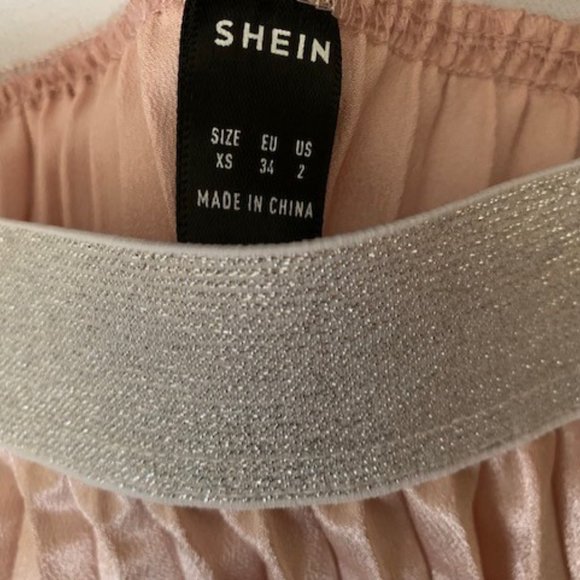 SHEIN
SIZE EU US
XS 34 2
MADE IN CHINA